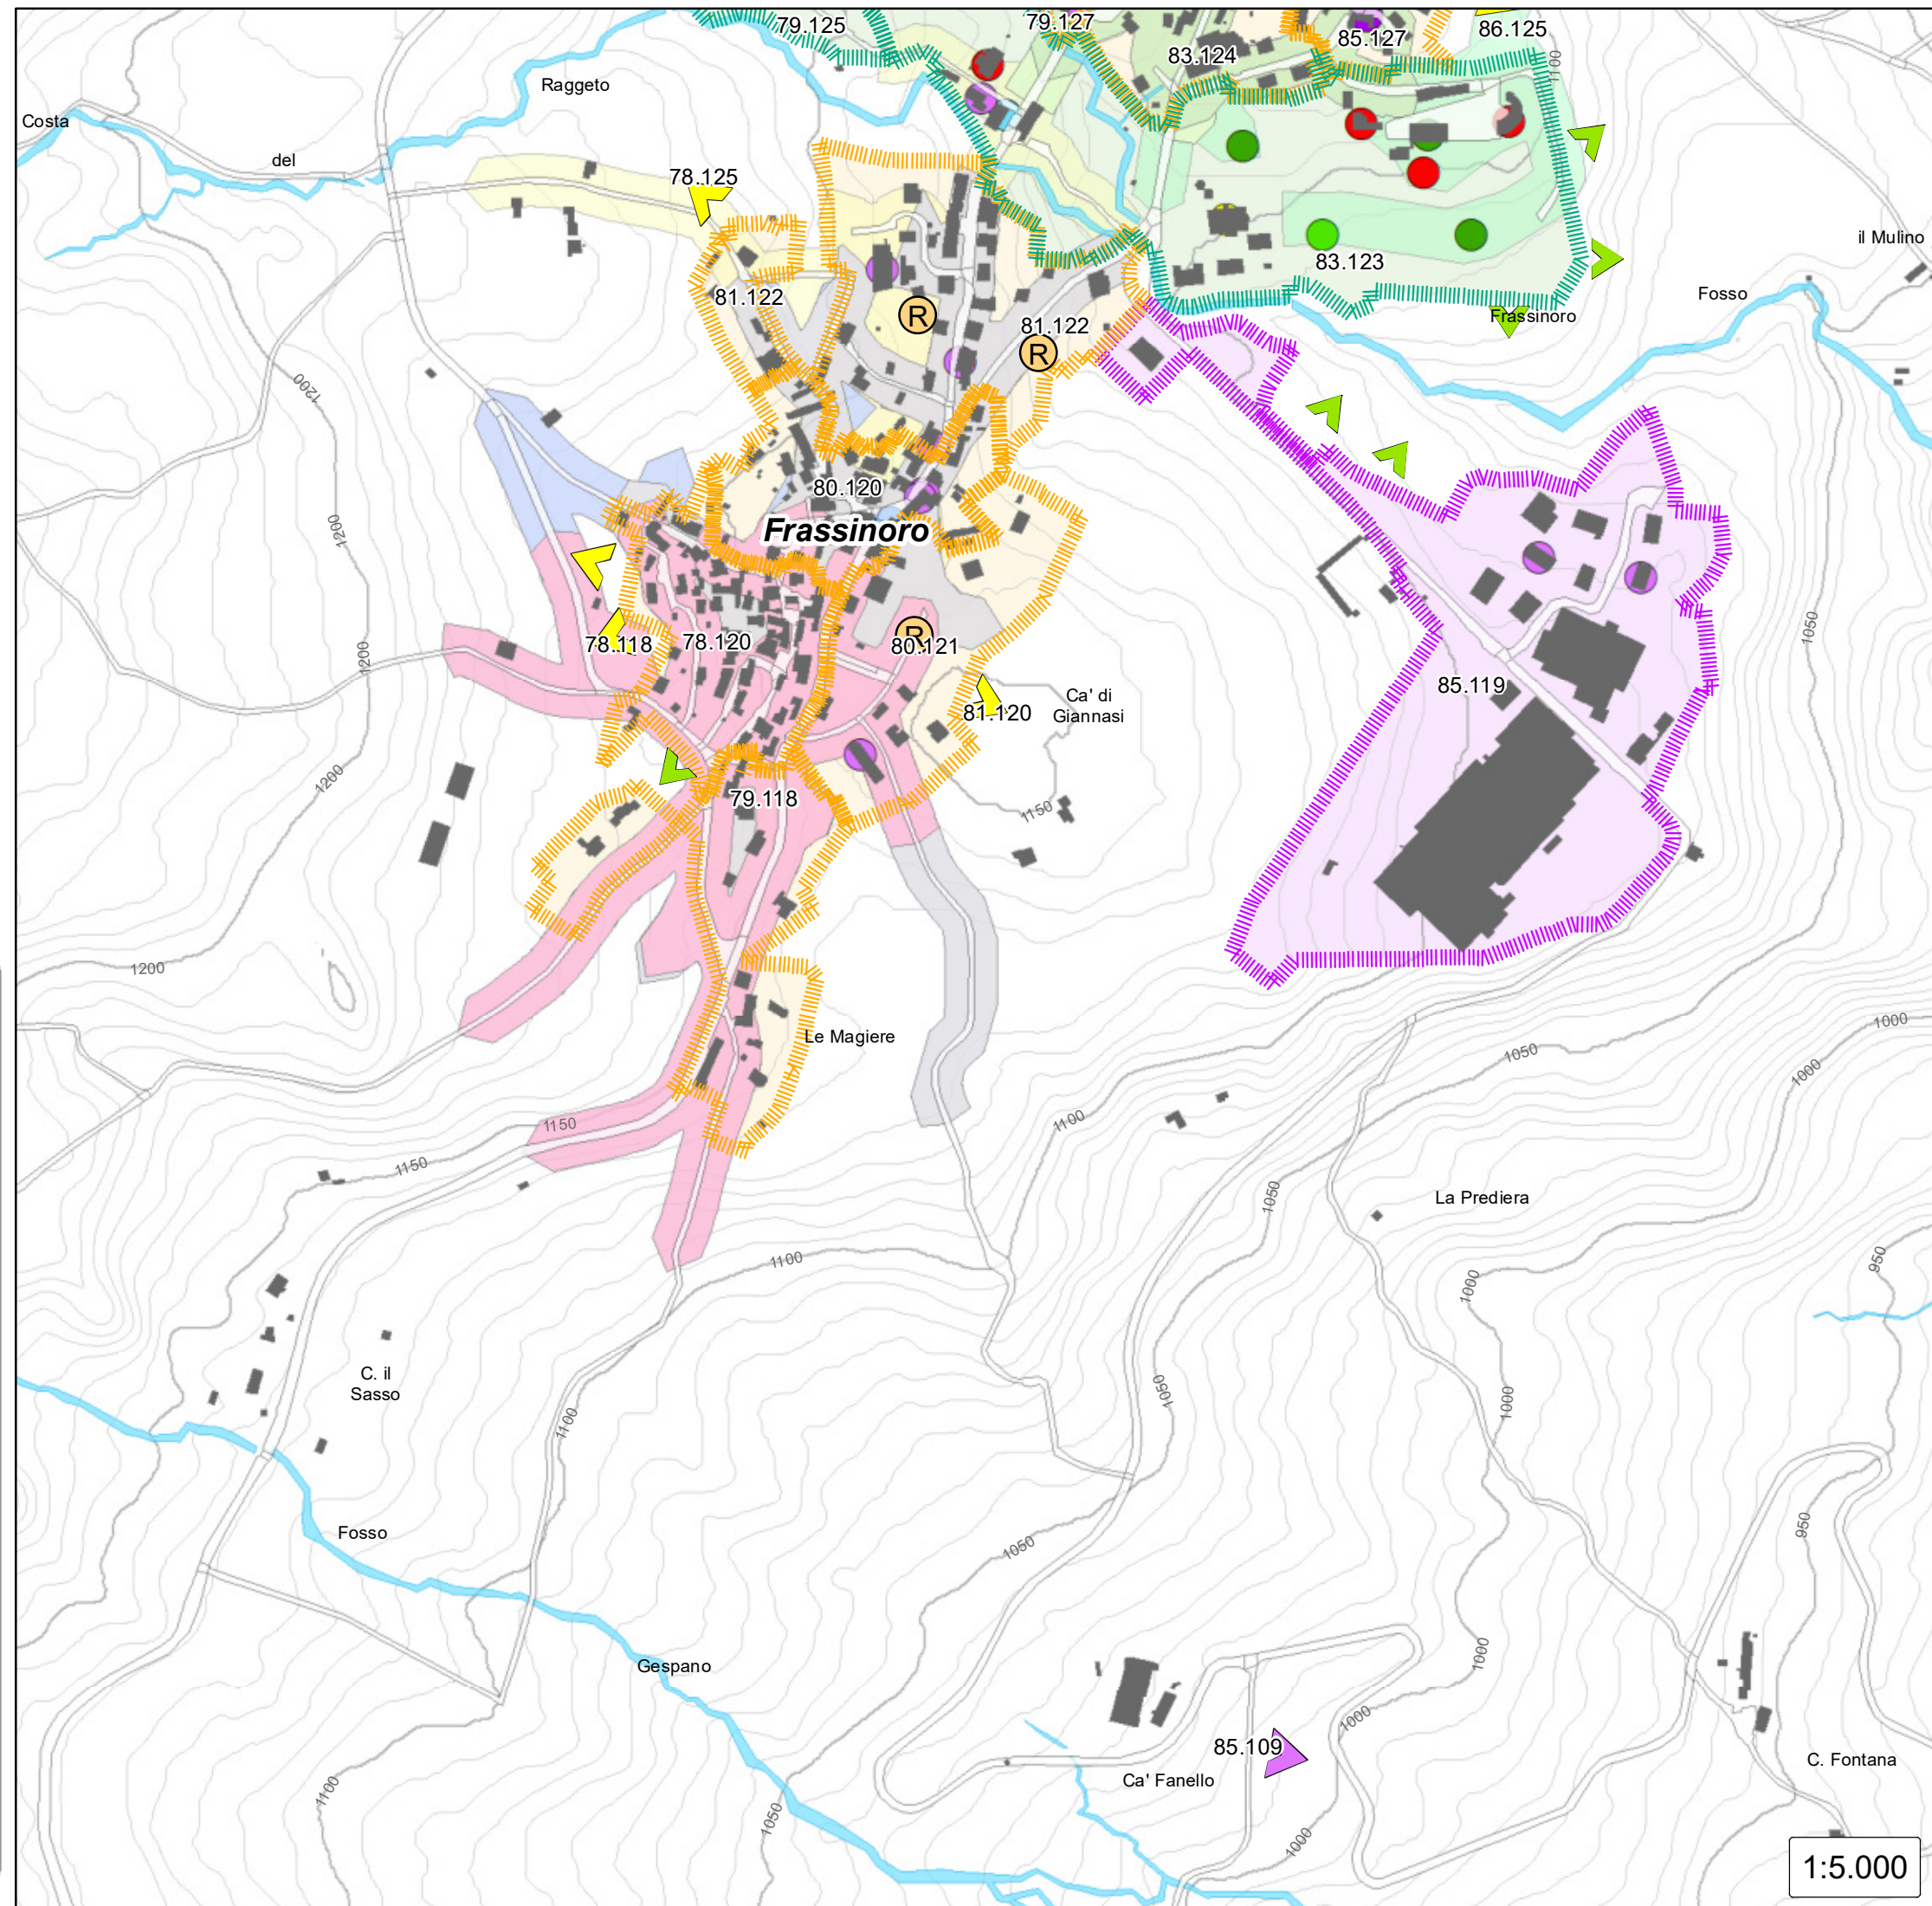 79.125
79.127
85.127
86.125
83.124
1100
Raggeto
Costa
del
78.125
il Mulino
83.123
Fosso
81.122
R
Frassinoro
81.122
R
1200
80.120
Frassinoro
1200
1050
R
78.118
78.120
80.121
1200
85.119
Ca' di
Giannasi
81.120
1200
79.118
1150
1200
Le Magiere
1000
1050
1000
1150
1100
1150
1050
La Prediera
1100
950
1000
C. il
Sasso
1050
1000
1100
Fosso
950
1050
Gespano
1000
1000
85.109
C. Fontana
Ca' Fanello
1100
1050
1000
1:5.000